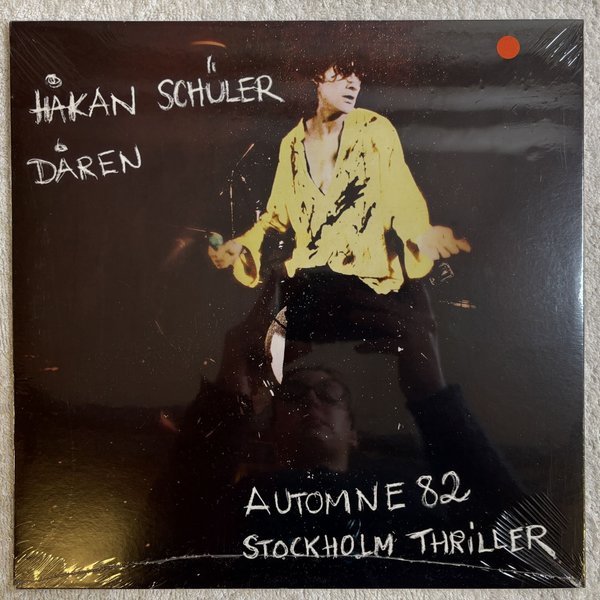 HÅKAN SCHÜLER
DÅREN
AUTOMNE 82
STOCKHOLM THRiLLER